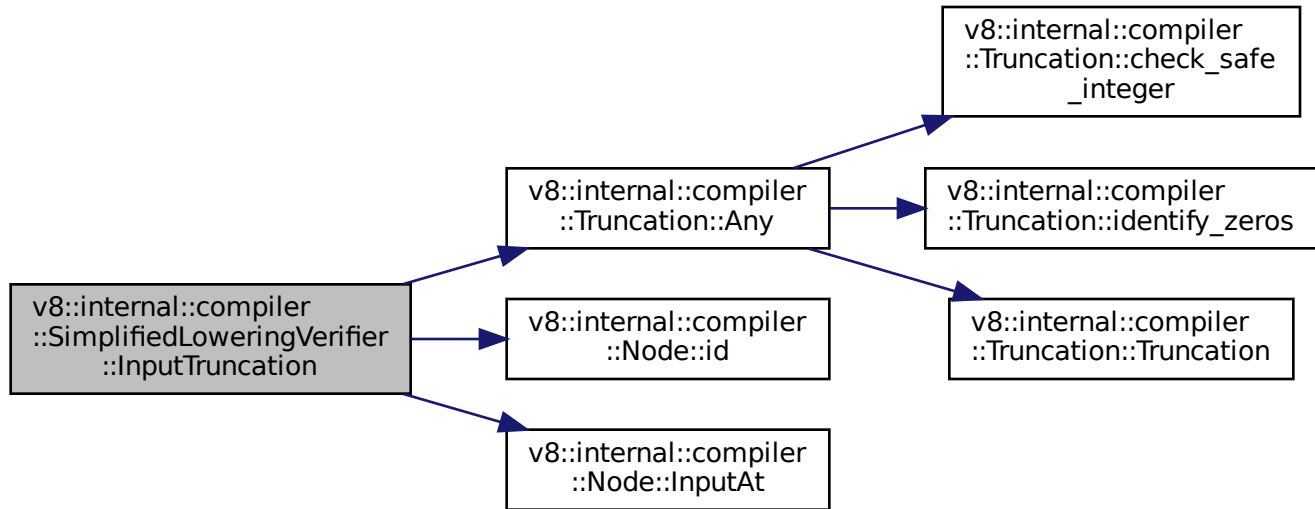 v8::internal::compiler
::SimplifiedLoweringVerifier
::InputTruncation
v8::internal::compiler
::Truncation::Any
v8::internal::compiler
::Truncation::check_safe
_integer
v8::internal::compiler
::Truncation::identify_zeros
v8::internal::compiler
::Truncation::Truncation
v8::internal::compiler
::Node::id
v8::internal::compiler
::Node::InputAt